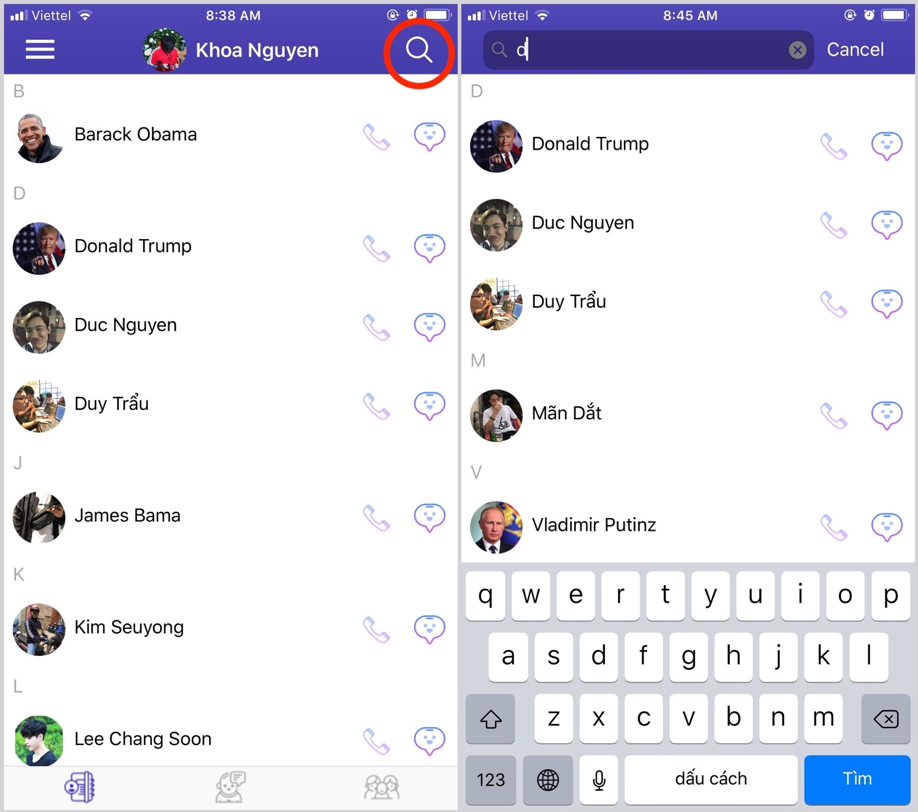 Viettel 8:38 AM
Khoa Nguyen
B
Barack Obama
D
Donald Trump
Duc Nguyen
Duy Trẩu
J
James Bama
K
Kim Seuyong
L
Lee Chang Soon
Viettel 8:45 AM
d Cancel
D
Donald Trump
Duc Nguyen
Duy Trẩu
M
Mãn Dắt
V
Vladimir Putinz
q w e r t y u i o p
a s d f g h j k l
z x c v b n m
123 dấu cách Tìm